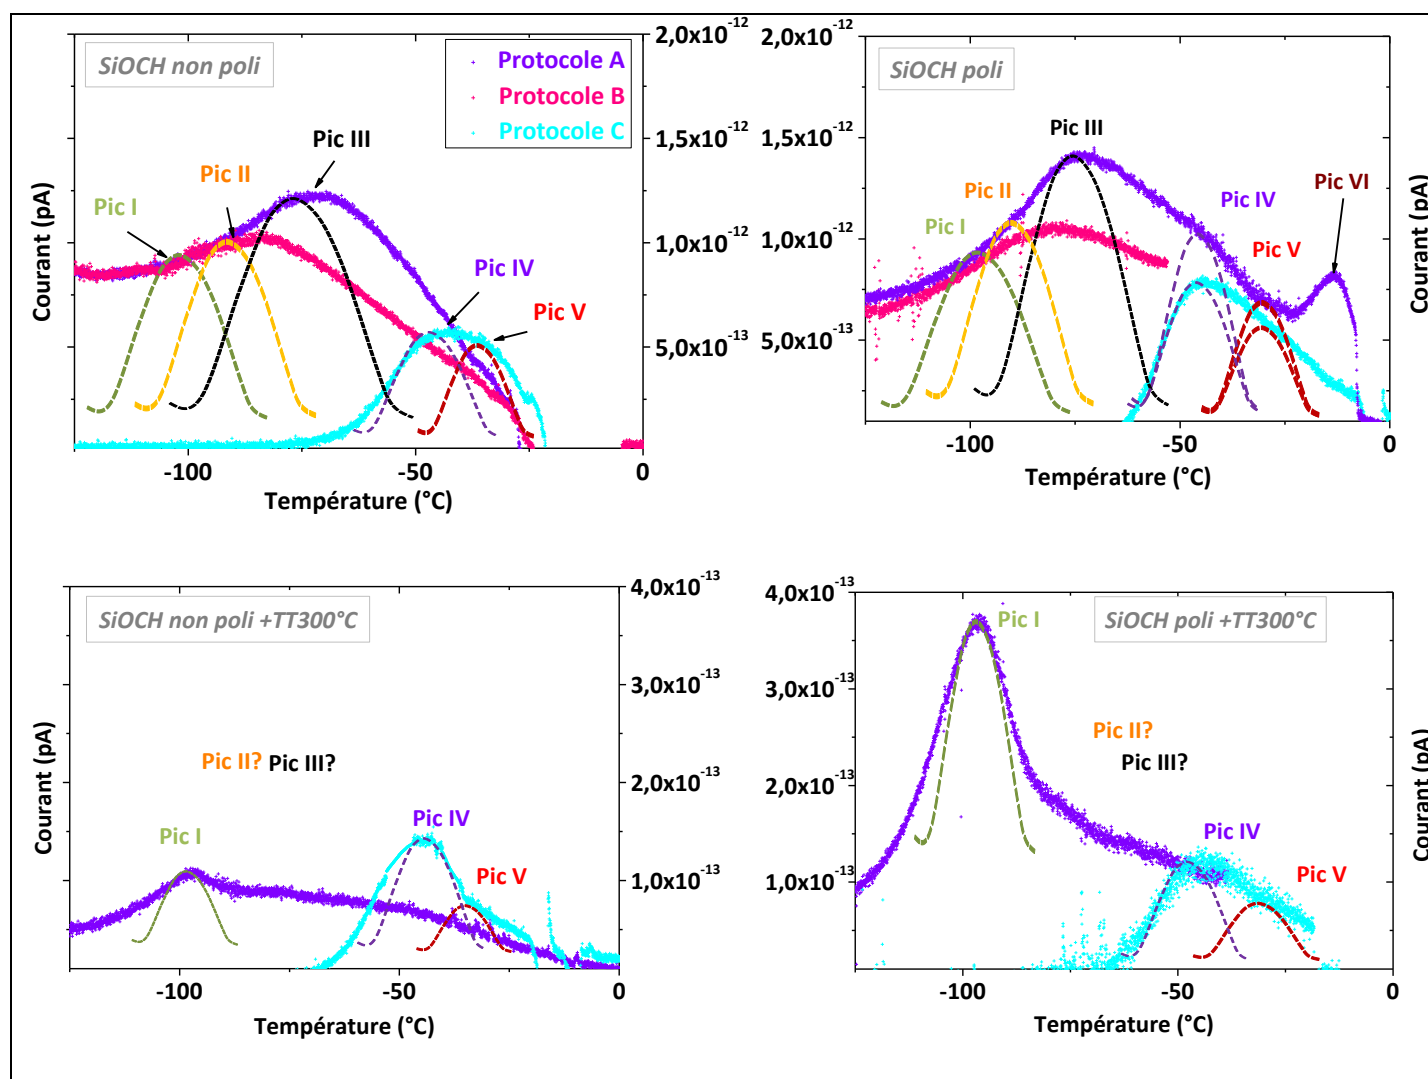 SiOCH non poli
Protocole A
Protocole B
Protocole C
Pic I
Pic II
Pic III
Pic IV
Pic V
2,0x10-12
1,5x10-12
1,0x10-12
5,0x10-13
Courant (pA)
-100
-50
0
Température (°C)
SiOCH poli
Pic I
Pic II
Pic III
Pic IV
Pic V
Pic VI
2,0x10-12
1,5x10-12
1,0x10-12
5,0x10-13
Courant (pA)
-100
-50
0
Température (°C)
SiOCH non poli +TT300°C
Pic I
Pic II?
Pic III?
Pic IV
Pic V
4,0x10-13
3,0x10-13
2,0x10-13
1,0x10-13
Courant (pA)
-100
-50
0
Température (°C)
SiOCH poli +TT300°C
Pic I
Pic II?
Pic III?
Pic IV
Pic V
4,0x10-13
3,0x10-13
2,0x10-13
1,0x10-13
Courant (pA)
-100
-50
0
Température (°C)